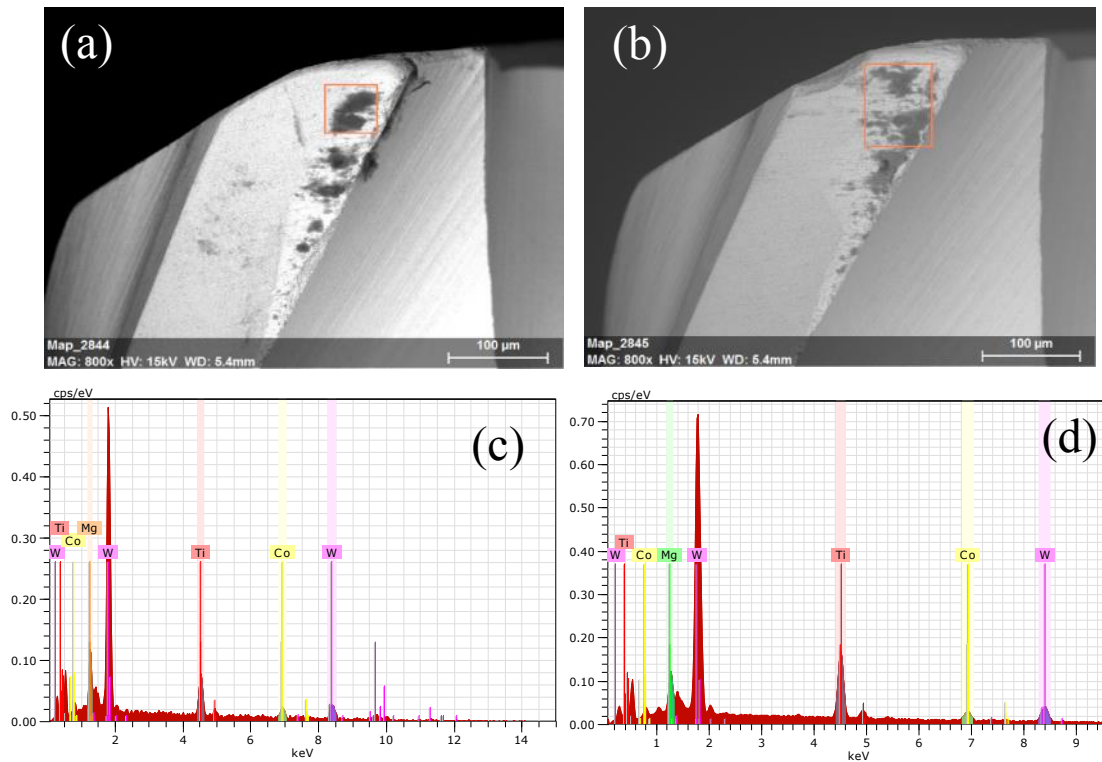 (a)
Map_2844
MAG: 800x HV: 15kV WD: 5.4mm
100 µm
(b)
Map_2845
MAG: 800x HV: 15kV WD: 5.4mm
100 µm
cps/eV
(c)
0.50
0.40
0.30
0.20
0.10
0.00
Ti Mg
Co
W W Ti Co W
2 4 6 8 10 12 14
keV
cps/eV
(d)
0.70
0.60
0.50
0.40
0.30
0.20
0.10
0.00
Ti
W Co Mg W Ti Co W
1 2 3 4 5 6 7 8 9
keV